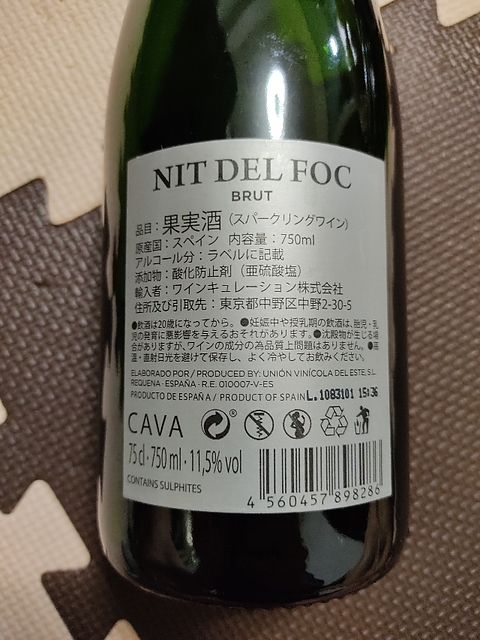 NIT DEL FOC
BRUT
品目：果実酒（スパークリングワイン）
原産国：スペイン 内容量：750ml
アルコール分：ラベルに記載
添加物：酸化防止剤（亜硫酸塩）
輸入者：ワインキュレーション株式会社
住所及び引取先：東京都中野区中野2-30-5
●飲酒は20歳になってから。●妊娠中や授乳期の飲酒は、胎児・乳
児の発育に悪影響を与えるおそれがあります。●沈殿物が生じる場
合がありますが、ワインの成分の為品質上問題はありません。●高
温・直射日光を避けて保存し、よく冷やしてお飲みください。
ELABORADO POR / PRODUCED BY: UNIÓN VINÍCOLA DEL ESTE, S.L.
REQUENA · ESPAÑA · R.E. 010007-V-ES
PRODUCTO DE ESPAÑA / PRODUCT OF SPAIN L.1083101 15:36
CAVA
75 cl · 750 ml · 11,5% vol
CONTAINS SULPHITES
4 560457 898286